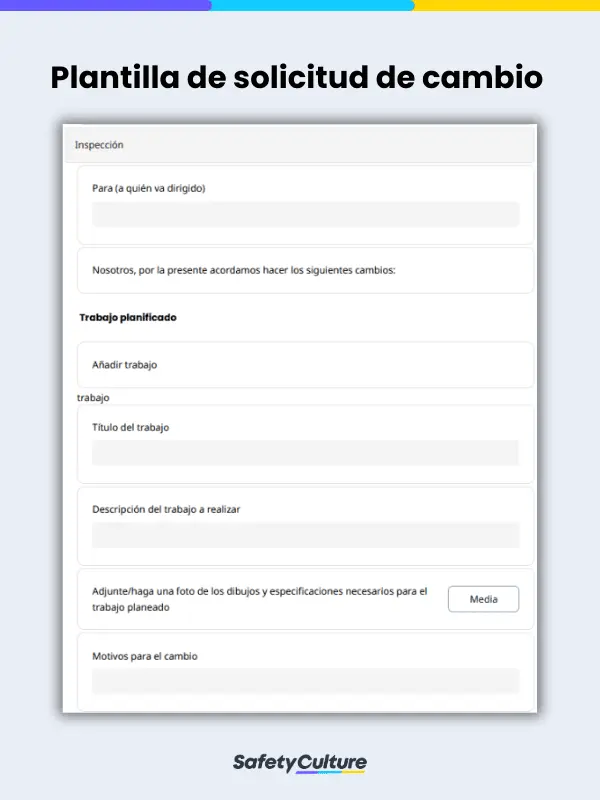 Plantilla de solicitud de cambio
Inspección
Para (a quién va dirigido)
Nosotros, por la presente acordamos hacer los siguientes cambios:
Trabajo planificado
Añadir trabajo
trabajo
Título del trabajo
Descripción del trabajo a realizar
Adjunte/haga una foto de los dibujos y especificaciones necesarios para el
trabajo planeado
Media
Motivos para el cambio
SafetyCulture